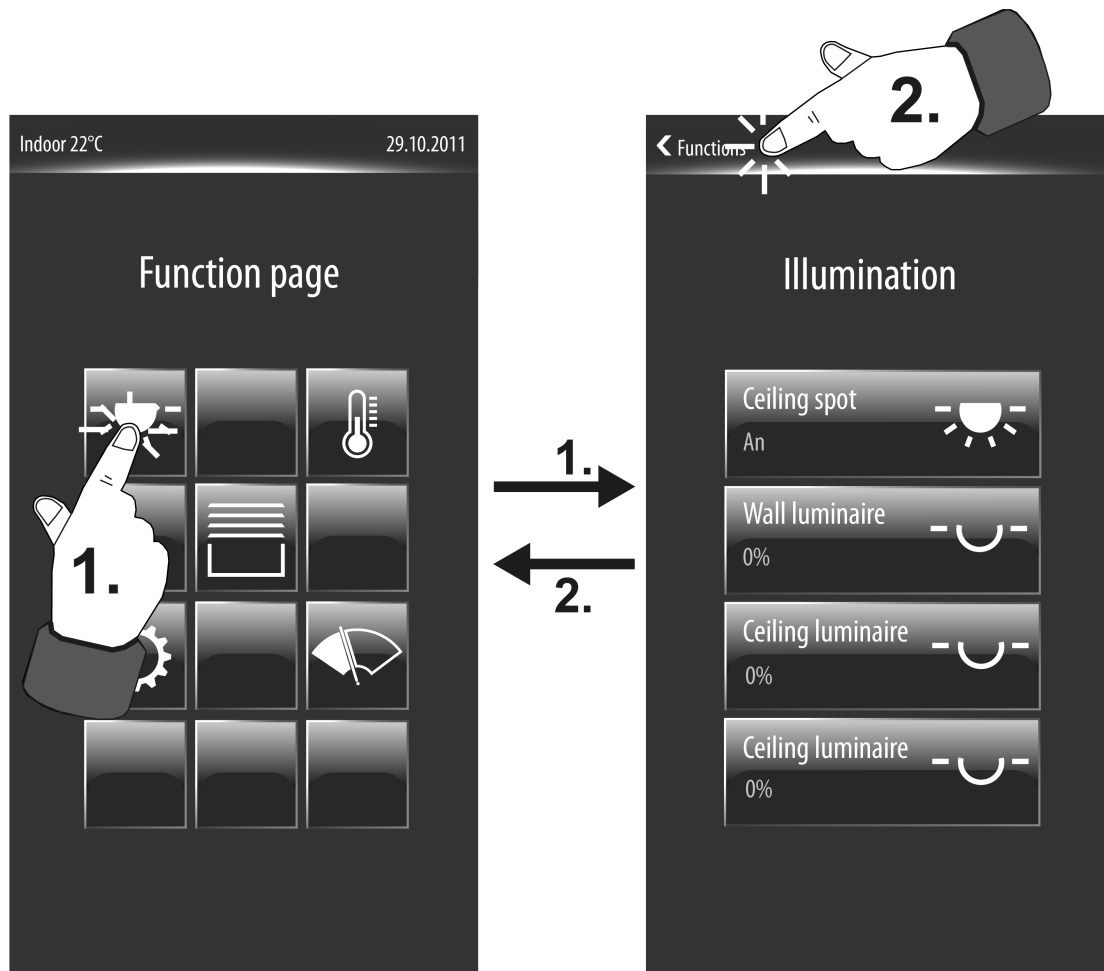 2.
Indoor 22°C
29.10.2011
Functions
Function page
Illumination
Ceiling spot
An
1.
Wall luminaire
0%
1.
2.
Ceiling luminaire
0%
Ceiling luminaire
0%